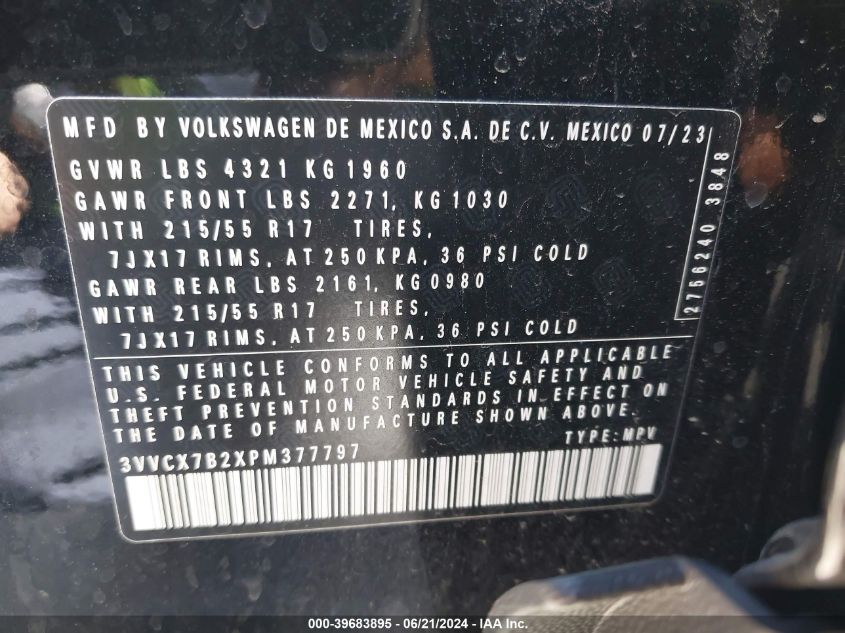 MFD BY VOLKSWAGEN DE MEXICO S.A. DE C.V. MEXICO 07/23
GVWR LBS 4321 KG 1960
GAWR FRONT LBS 2271, KG1030
WITH 215/55 R17 TIRES,
7JX17 RIMS, AT 250 KPA, 36 PSI COLD
GAWR REAR LBS 2161, KG0980
WITH 215/55 R17 TIRES,
7JX17 RIMS, AT 250 KPA, 36 PSI COLD
2756240 3848
THIS VEHICLE CONFORMS TO ALL APPLICABLE
U.S. FEDERAL MOTOR VEHICLE SAFETY AND
THEFT PREVENTION STANDARDS IN EFFECT ON
THE DATE OF MANUFACTURE SHOWN ABOVE.
3VVCX7B2XPM377797 TYPE: MPV
000-39683895 - 06/21/2024 - IAA Inc.